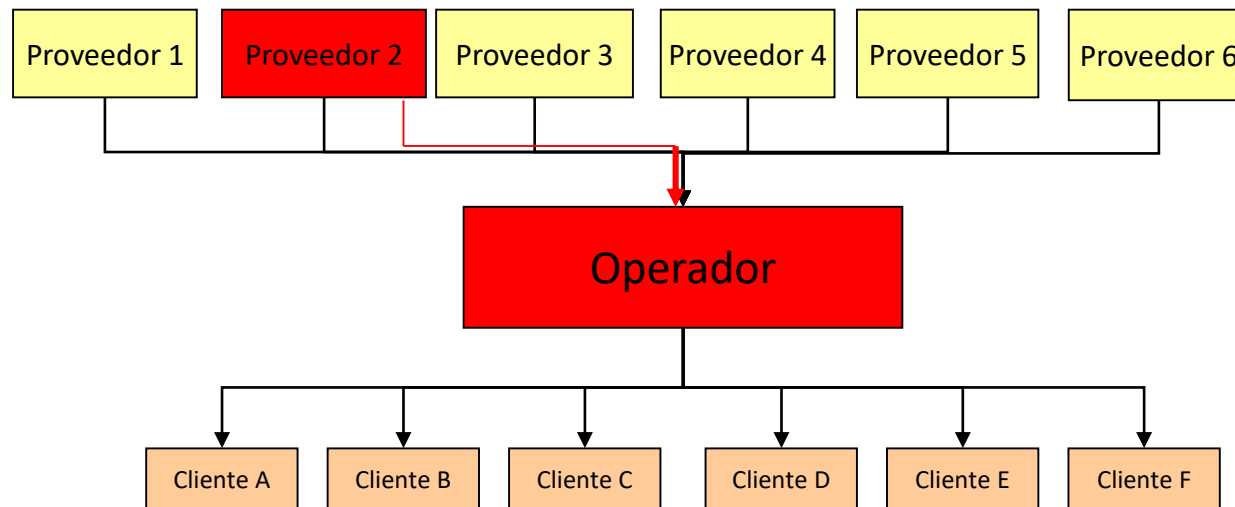 Proveedor 1
Proveedor 2
Proveedor 3
Proveedor 4
Proveedor 5
Proveedor 6
Operador
Cliente A
Cliente B
Cliente C
Cliente D
Cliente E
Cliente F